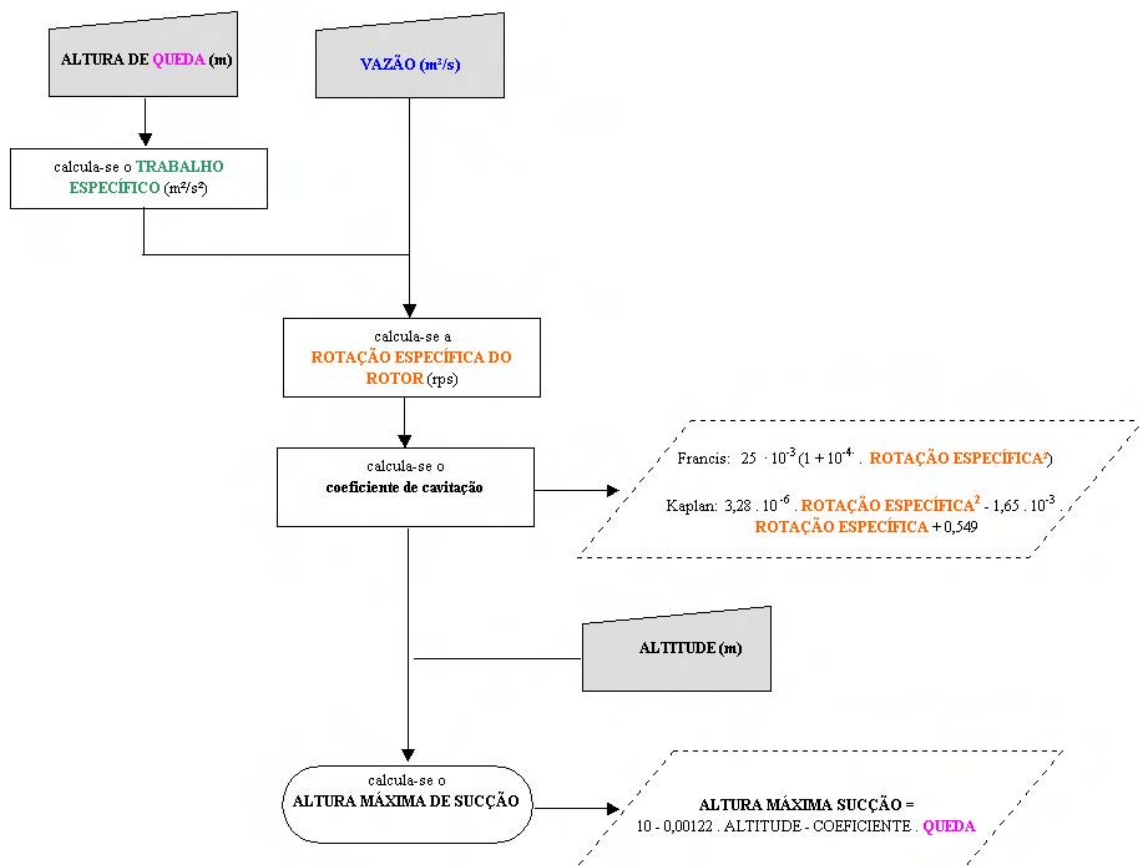 ALTURA DE QUEDA (m)
VAZÃO (m³/s)
calcula-se o TRABALHO
ESPECÍFICO (m²/s²)
calcula-se a
ROTAÇÃO ESPECÍFICA DO
ROTOR (rps)
calcula-se o
coeficiente de cavitação
Francis: 25 · 10⁻³ (1 + 10⁻⁴ . ROTAÇÃO ESPECÍFICA²)
Kaplan: 3,28 . 10⁻⁶ . ROTAÇÃO ESPECÍFICA² - 1,65 . 10⁻³ .
ROTAÇÃO ESPECÍFICA + 0,549
ALTITUDE (m)
calcula-se o
ALTURA MÁXIMA DE SUCÇÃO
ALTURA MÁXIMA SUCÇÃO =
10 - 0,00122 . ALTITUDE - COEFICIENTE . QUEDA